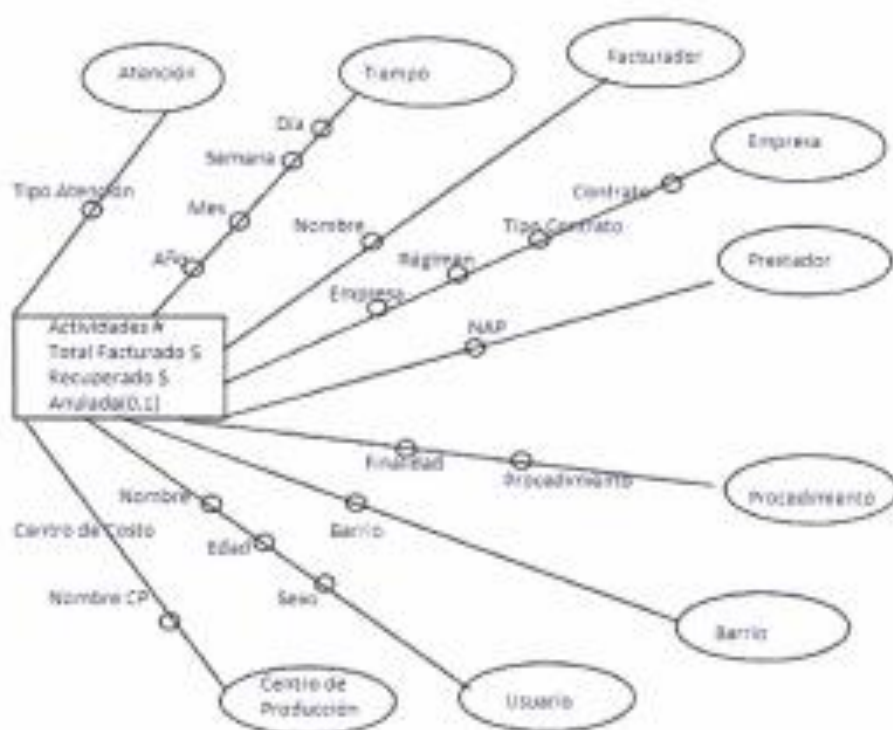 Atención
Tiempo
Facturador
Día
Semana
Empresa
Contrato
Tipo Atención
Mes
Nombre
Tipo Contrato
Año
Régimen
Prestador
Empresa
Actividades #
NAP
Total Facturado $
Recuperado $
Anulada(0,1)
Finalidad
Procedimiento
Procedimiento
Nombre
Centro de Costo
Edad
Barrio
Nombre CP
Sexo
Barrio
Centro de
Producción
Usuario